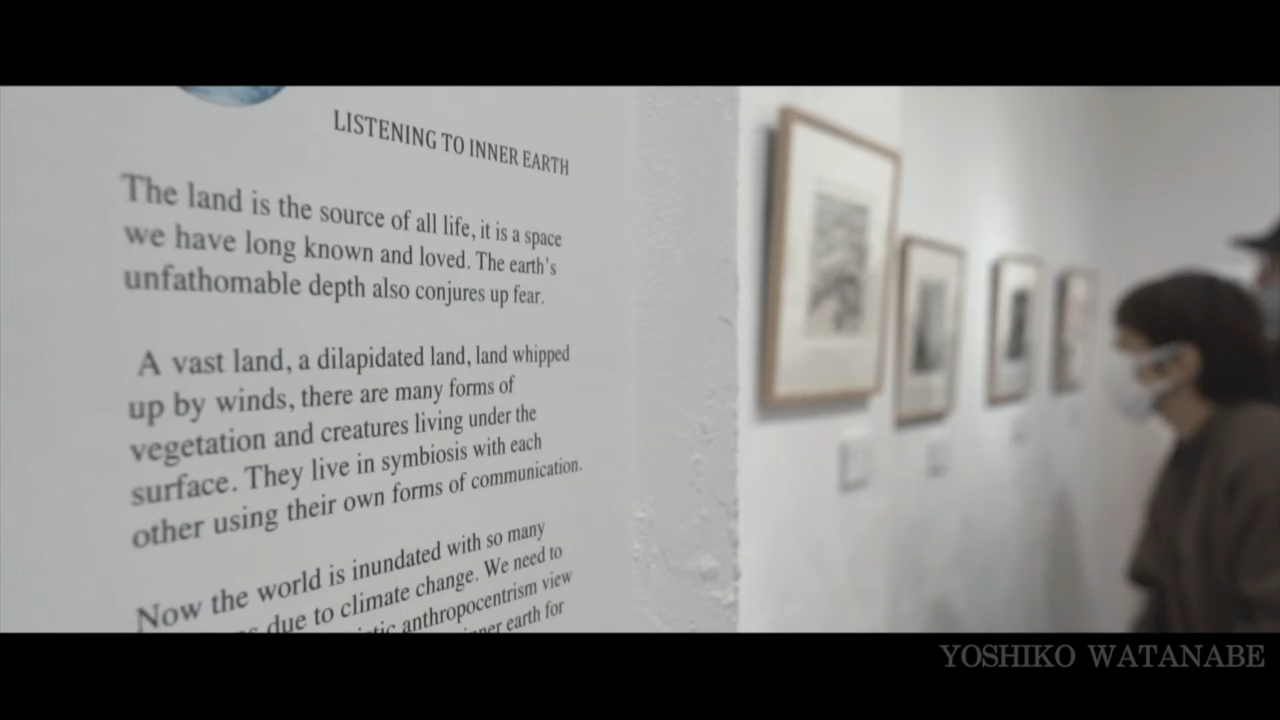 LISTENING TO INNER EARTH
The land is the source of all life, it is a space
we have long known and loved. The earth's
unfathomable depth also conjures up fear.
A vast land, a dilapidated land, land whipped
up by winds, there are many forms of
vegetation and creatures living under the
surface. They live in symbiosis with each
other using their own forms of communication.
Now the world is inundated with so many
due to climate change. We need to
anthropocentrism view
earth for
YOSHIKO WATANABE